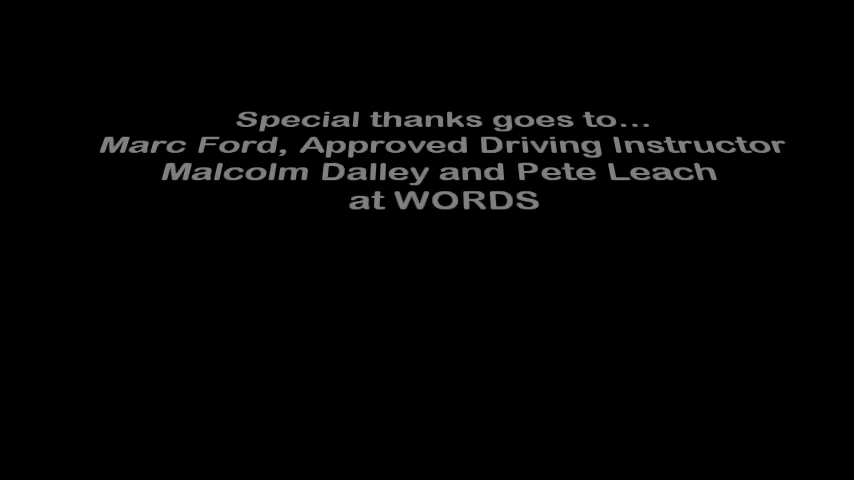 Special thanks goes to...
Marc Ford, Approved Driving Instructor
Malcolm Dalley and Pete Leach
at WORDS